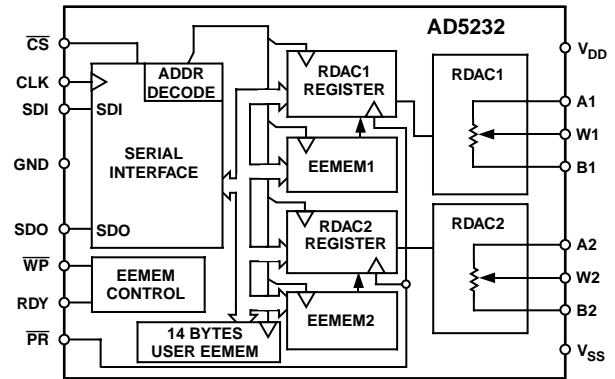 AD5232
CS
CLK
SDI
GND
SDO
WP
RDY
PR
ADDR
DECODE
SDI
SERIAL
INTERFACE
SDO
EEMEM
CONTROL
14 BYTES
USER EEMEM
RDAC1
REGISTER
EEMEM1
RDAC2
REGISTER
EEMEM2
RDAC1
RDAC2
VDD
A1
W1
B1
A2
W2
B2
VSS